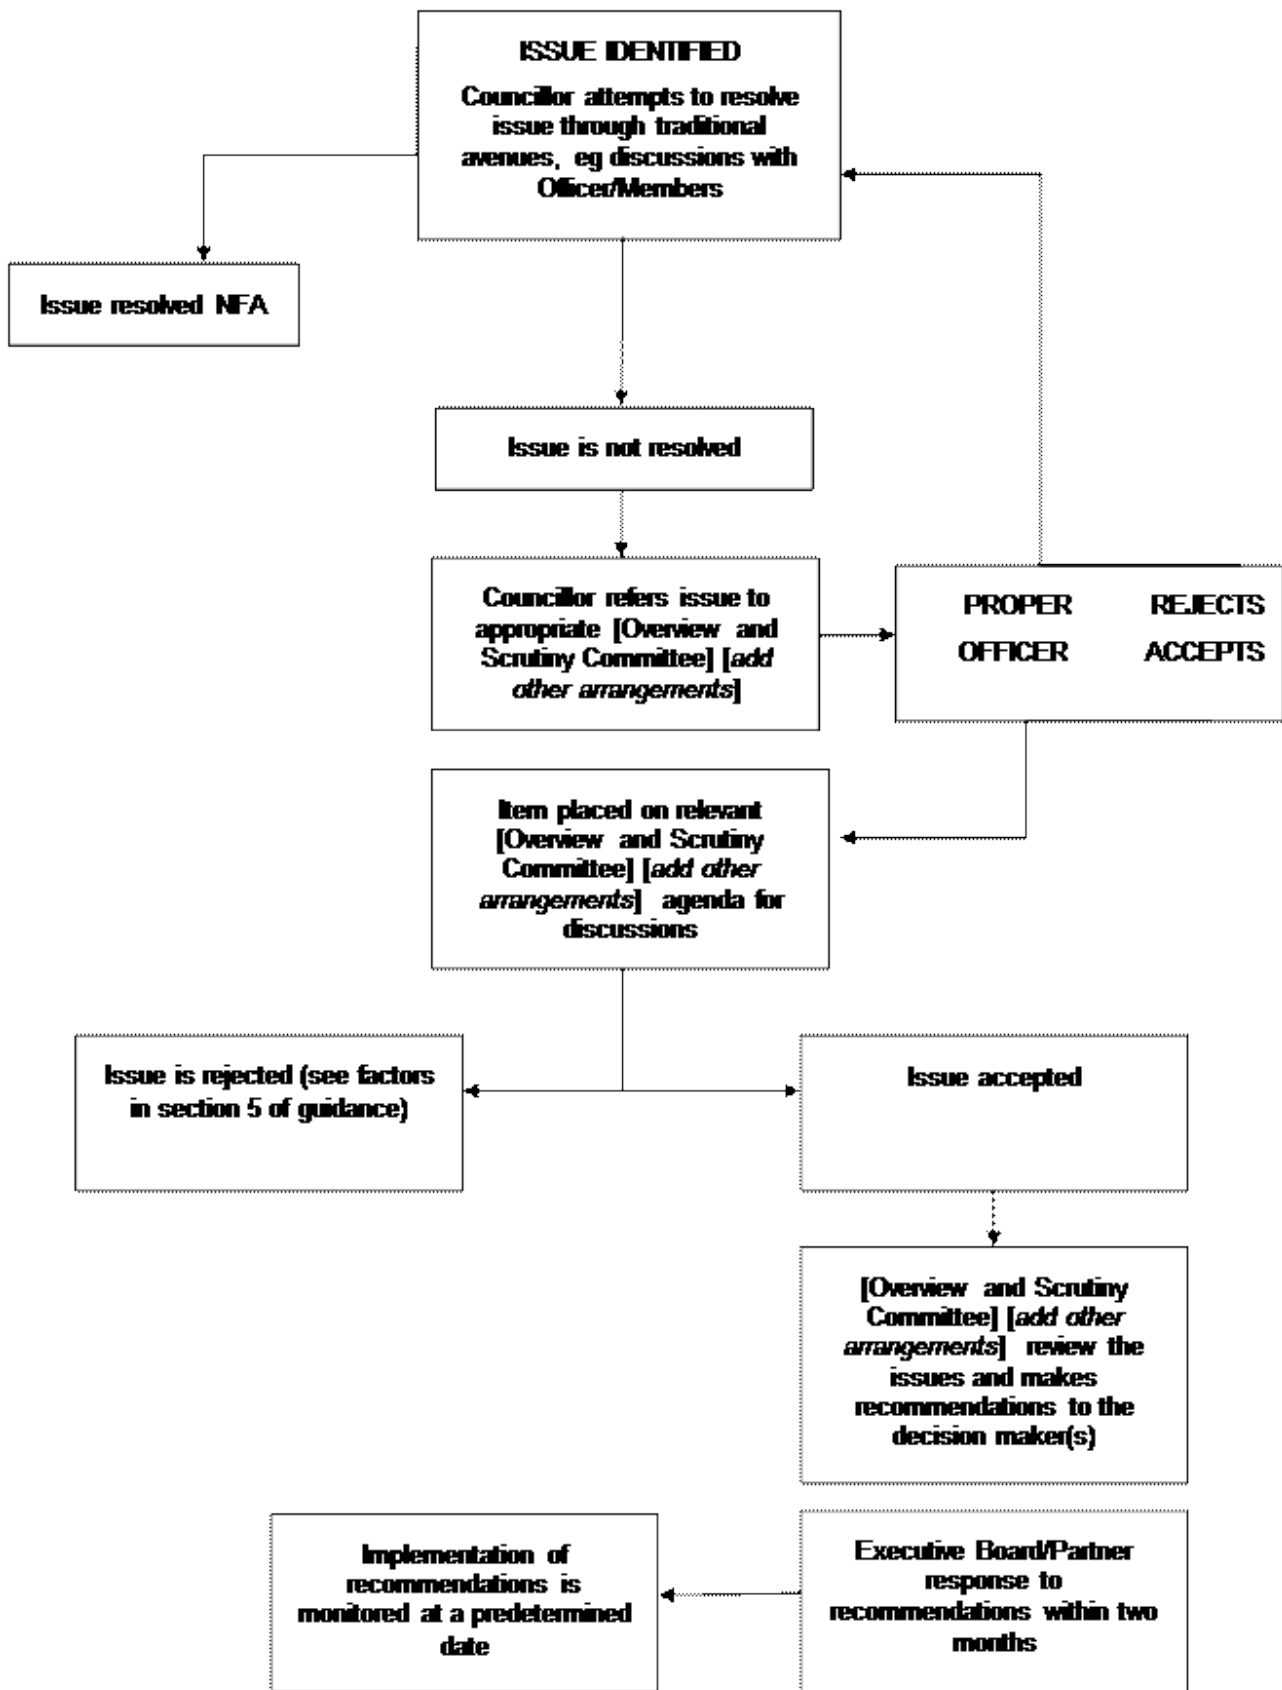 ISSUE IDENTIFIED
Councillor attempts to resolve
issue through traditional
avenues, eg discussions with
Officer/Members
Issue resolved NFA
Issue is not resolved
Councillor refers issue to
appropriate [Overview and
Scrutiny Committee] [add
other arrangements]
PROPER REJECTS
OFFICER ACCEPTS
Item placed on relevant
[Overview and Scrutiny
Committee] [add other
arrangements] agenda for
discussions
Issue is rejected (see factors
in section 5 of guidance)
Issue accepted
[Overview and Scrutiny
Committee] [add other
arrangements] review the
issues and makes
recommendations to the
decision maker(s)
Executive Board/Partner
response to
recommendations within two
months
Implementation of
recommendations is
monitored at a predetermined
date